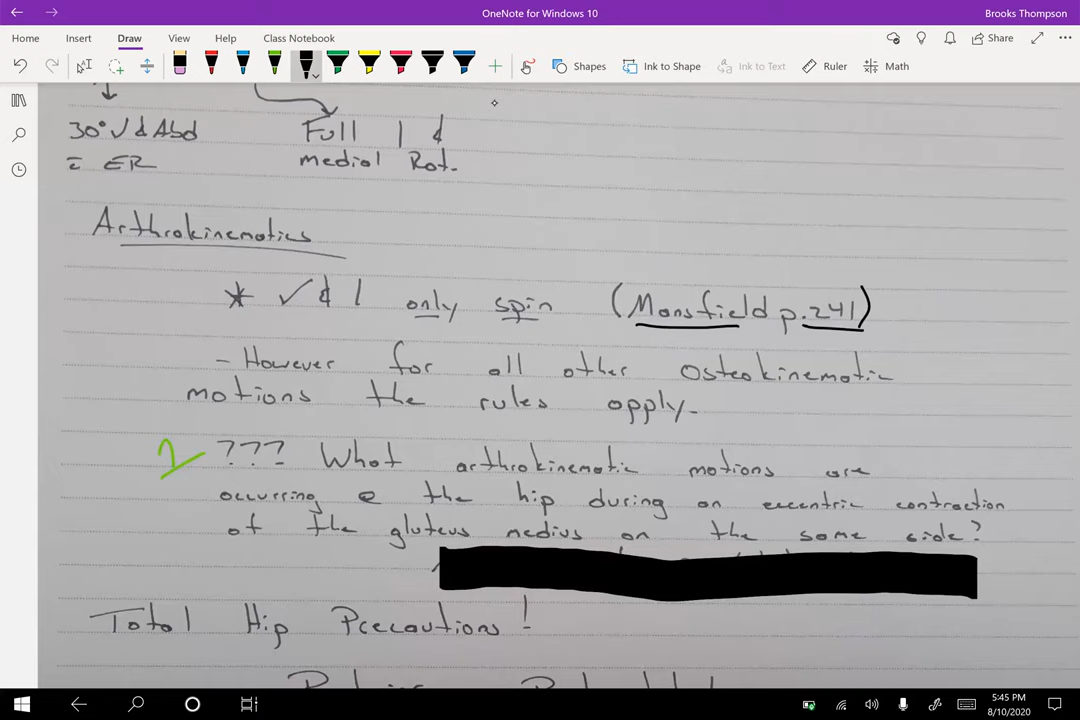 OneNote for Windows 10
Brooks Thompson
Home Insert Draw View Help Class Notebook
Share
Shapes Ink to Shape Ink to Text Ruler Math
30° ✓ & Abd Full | &
c̄ ER medial Rot.
Arthrokinematics
* ✓ & | only spin (Mansfield p.241)
- However for all other osteokinematic
motions the rules apply.
2 ??? What arthrokinematic motions are
occurring @ the hip during an eccentric contraction
of the gluteus medius on the same side?
Total Hip Precautions!
5:45 PM
8/10/2020